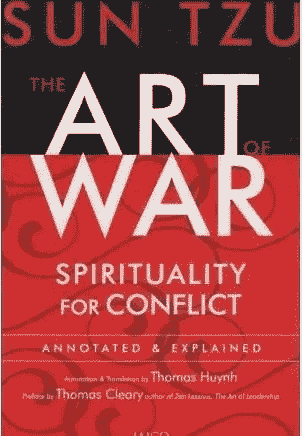 SUN TZU
THE
ART
OF
WAR
SPIRITUALITY
FOR CONFLICT
ANNOTATED & EXPLAINED
Annotation & Translation by Thomas Huynh
Preface by Thomas Cleary, author of Zen Lessons: The Art of Leadership
JAICO